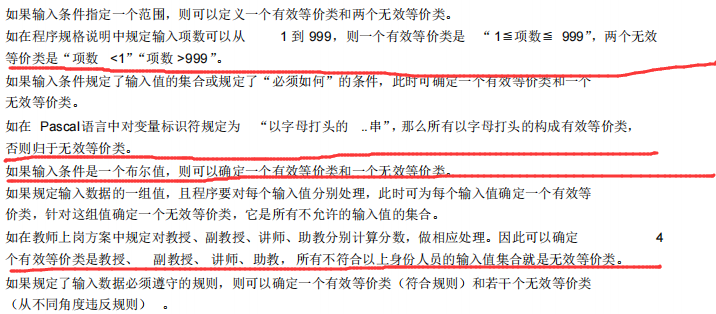 如果输入条件指定一个范围，则可以定义一个有效等价类和两个无效等价类。
如在程序规格说明中规定输入项数可以从 1 到 999，则一个有效等价类是 “ 1≦项数≦ 999”，两个无效
等价类是“项数 <1”“项数 >999 ”。
如果输入条件规定了输入值的集合或规定了“必须如何”的条件，此时可确定一个有效等价类和一个
无效等价类。
如在 Pascal 语言中对变量标识符规定为 “以字母打头的 ..串”，那么所有以字母打头的构成有效等价类，
否则归于无效等价类。
如果输入条件是一个布尔值，则可以确定一个有效等价类和一个无效等价类。
如果规定输入数据的一组值，且程序要对每个输入值分别处理，此时可为每个输入值确定一个有效等
价类，针对这组值确定一个无效等价类，它是所有不允许的输入值的集合。
如在教师上岗方案中规定对教授、副教授、讲师、助教分别计算分数，做相应处理。因此可以确定 4
个有效等价类是教授、 副教授、 讲师、助教， 所有不符合以上身份人员的输入值集合就是无效等价类。
如果规定了输入数据必须遵守的规则，则可以确定一个有效等价类（符合规则）和若干个无效等价类
（从不同角度违反规则） 。